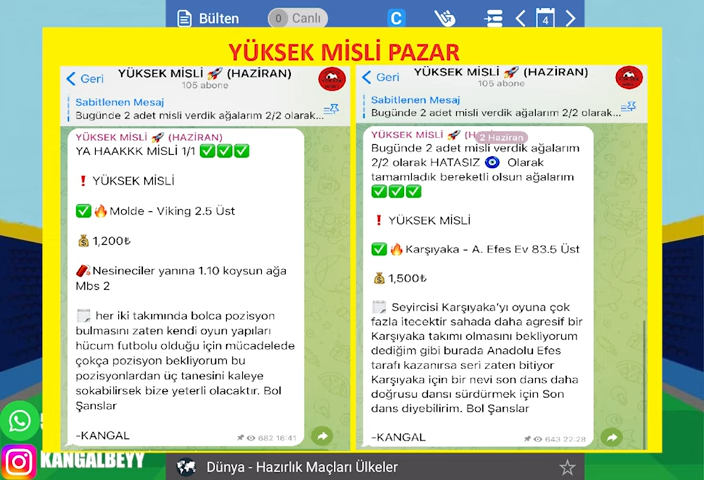 Bülten
0 Canlı
C
4
YÜKSEK MİSLİ PAZAR
Geri
YÜKSEK MİSLİ 🚀 (HAZİRAN)
105 abone
Sabitlenen Mesaj
Bugünde 2 adet misli verdik ağalarım 2/2 olarak...
YÜKSEK MİSLİ 🚀 (HAZİRAN)
YA HAAKKK MİSLİ 1/1 ✅✅✅
❗ YÜKSEK MİSLİ
✅🔥Molde - Viking 2.5 Üst
💰 1,200₺
🧨Nesineciler yanına 1.10 koysun ağa
Mbs 2
🗒 her iki takımında bolca pozisyon
bulmasını zaten kendi oyun yapıları
hücum futbolu olduğu için mücadelede
çokça pozisyon bekliyorum bu
pozisyonlardan üç tanesini kaleye
sokabilirsek bize yeterli olacaktır. Bol
Şanslar
-KANGAL
682 16:41
Geri
YÜKSEK MİSLİ 🚀 (HAZİRAN)
105 abone
Sabitlenen Mesaj
Bugünde 2 adet misli verdik ağalarım 2/2 olarak...
YÜKSEK MİSLİ 🚀 (H
2 Haziran
Bugünde 2 adet misli verdik ağalarım
2/2 olarak HATASIZ 🧿 Olarak
tamamladık bereketli olsun ağalarım
✅✅✅
❗ YÜKSEK MİSLİ
✅🔥Karşıyaka - A. Efes Ev 83.5 Üst
💰 1,500₺
🗒 Seyircisi Karşıyaka'yı oyuna çok
fazla itecektir sahada daha agresif bir
Karşıyaka takımı olmasını bekliyorum
dediğim gibi burada Anadolu Efes
tarafı kazanırsa seri zaten bitiyor
Karşıyaka için bir nevi son dans daha
doğrusu dansı sürdürmek için Son
dans diyebilirim. Bol Şanslar
-KANGAL
643 22:28
KANGALBEYY
Dünya - Hazırlık Maçları Ülkeler